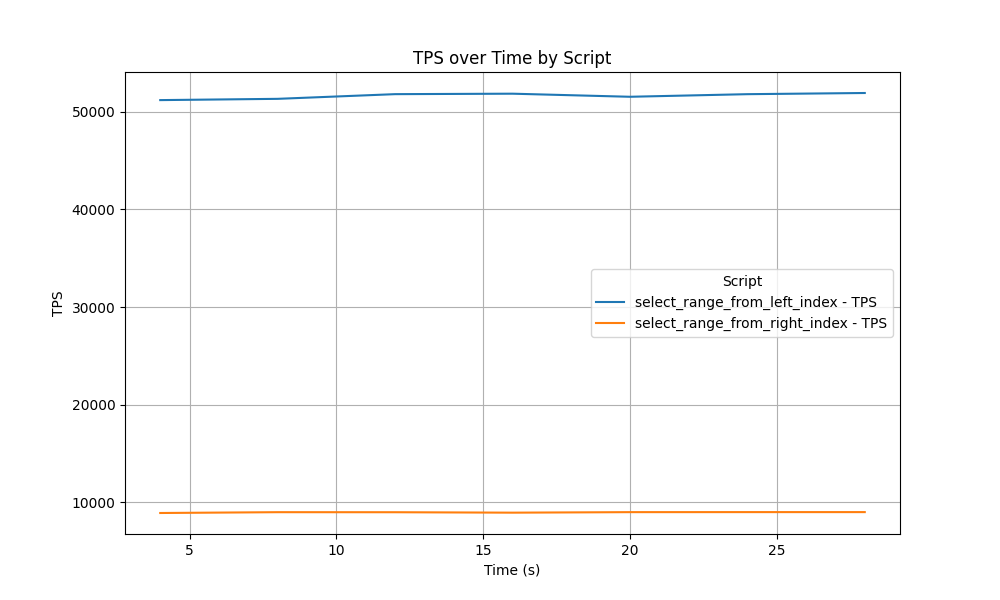 TPS over Time by Script
TPS
50000
40000
30000
20000
10000
Script
select_range_from_left_index - TPS
select_range_from_right_index - TPS
5
10
15
20
25
Time (s)